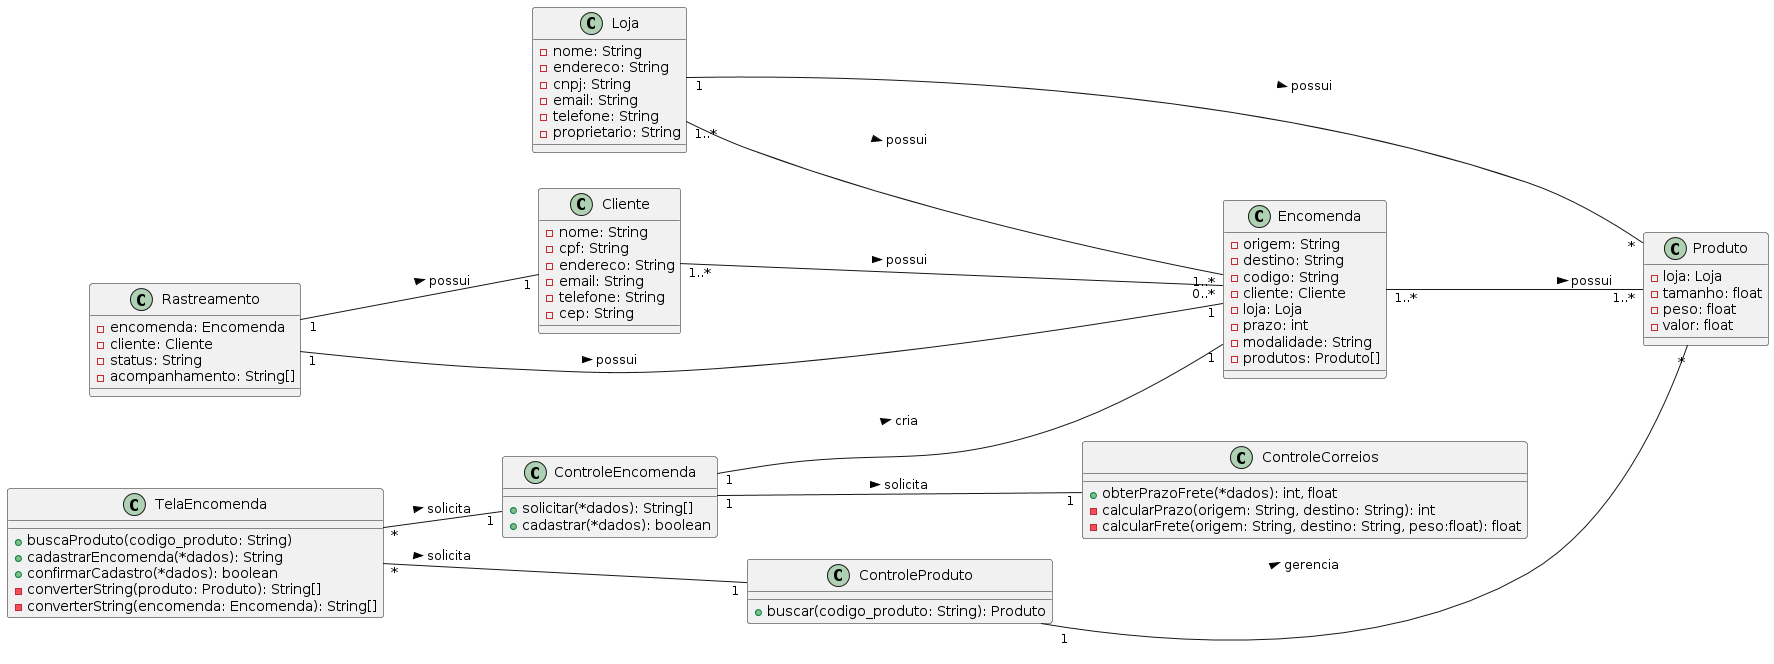 C Loja
nome: String
endereco: String
cnpj: String
email: String
telefone: String
proprietario: String
C Cliente
nome: String
cpf: String
endereco: String
email: String
telefone: String
cep: String
C Rastreamento
encomenda: Encomenda
cliente: Cliente
status: String
acompanhamento: String[]
C Encomenda
origem: String
destino: String
codigo: String
cliente: Cliente
loja: Loja
prazo: int
modalidade: String
produtos: Produto[]
C Produto
loja: Loja
tamanho: float
peso: float
valor: float
C TelaEncomenda
buscaProduto(codigo_produto: String)
cadastrarEncomenda(*dados): String
confirmarCadastro(*dados): boolean
converterString(produto: Produto): String[]
converterString(encomenda: Encomenda): String[]
C ControleEncomenda
solicitar(*dados): String[]
cadastrar(*dados): boolean
C ControleCorreios
obterPrazoFrete(*dados): int, float
calcularPrazo(origem: String, destino: String): int
calcularFrete(origem: String, destino: String, peso:float): float
C ControleProduto
buscar(codigo_produto: String): Produto
1
possui
*
1..*
possui
1..*
1..*
possui
0..*
1
possui
1
1
possui
1
1..*
possui
1..*
1
cria
1
1
solicita
1
*
solicita
1
*
solicita
1
1
gerencia
*